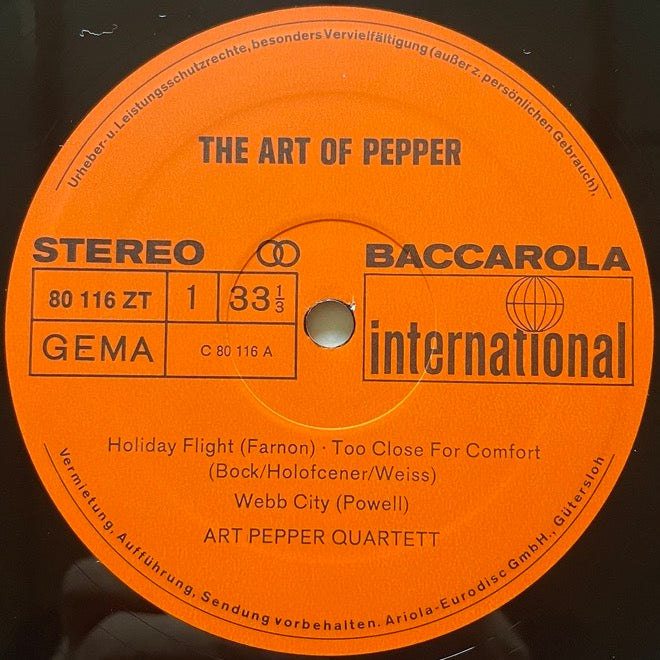 Urheber- u. Leistungsschutzrechte, besonders Vervielfältigung (außer z. persönlichen Gebrauch),
THE ART OF PEPPER
STEREO
BACCAROLA
80 116 ZT 1 33 1/3
GEMA C 80 116 A
international
Holiday Flight (Farnon) · Too Close For Comfort
(Bock/Holofcener/Weiss)
Webb City (Powell)
ART PEPPER QUARTETT
Vermietung, Aufführung, Sendung vorbehalten. Ariola-Eurodisc GmbH., Gütersloh